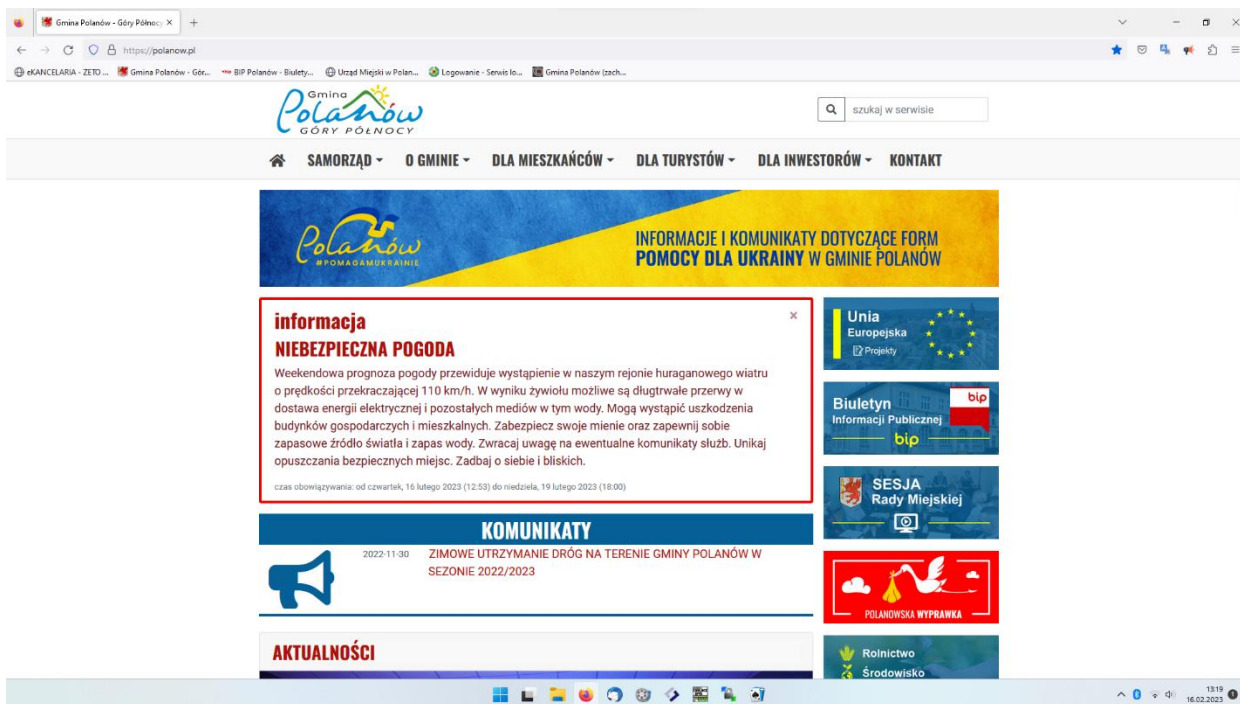 Gmina Polanów - Góry Północy
https://polanow.pl
eKANCELARIA - ZETO ...
Gmina Polanów - Gór...
BIP Polanów - Biulety...
Urząd Miejski w Polan...
Logowanie - Serwis lo...
Gmina Polanów (zach...
Gmina
Polanów
GÓRY PÓŁNOCY
szukaj w serwisie
SAMORZĄD
O GMINIE
DLA MIESZKAŃCÓW
DLA TURYSTÓW
DLA INWESTORÓW
KONTAKT
Polanów
#POMAGAMUKRAINIE
INFORMACJE I KOMUNIKATY DOTYCZĄCE FORM
POMOCY DLA UKRAINY W GMINIE POLANÓW
informacja
NIEBEZPIECZNA POGODA
Weekendowa prognoza pogody przewiduje wystąpienie w naszym rejonie huraganowego wiatru
o prędkości przekraczającej 110 km/h. W wyniku żywiołu możliwe są długtrwałe przerwy w
dostawa energii elektrycznej i pozostałych mediów w tym wody. Mogą wystąpić uszkodzenia
budynków gospodarczych i mieszkalnych. Zabezpiecz swoje mienie oraz zapewnij sobie
zapasowe źródło światła i zapas wody. Zwracaj uwagę na ewentualne komunikaty służb. Unikaj
opuszczania bezpiecznych miejsc. Zadbaj o siebie i bliskich.
czas obowiązywania: od czwartek, 16 lutego 2023 (12:53) do niedziela, 19 lutego 2023 (18:00)
Unia
Europejska
Projekty
Biuletyn
Informacji Publicznej
bip
bip
SESJA
Rady Miejskiej
KOMUNIKATY
2022-11-30
ZIMOWE UTRZYMANIE DRÓG NA TERENIE GMINY POLANÓW W
SEZONIE 2022/2023
POLANOWSKA WYPRAWKA
AKTUALNOŚCI
Rolnictwo
Środowisko
13:19
16.02.2023